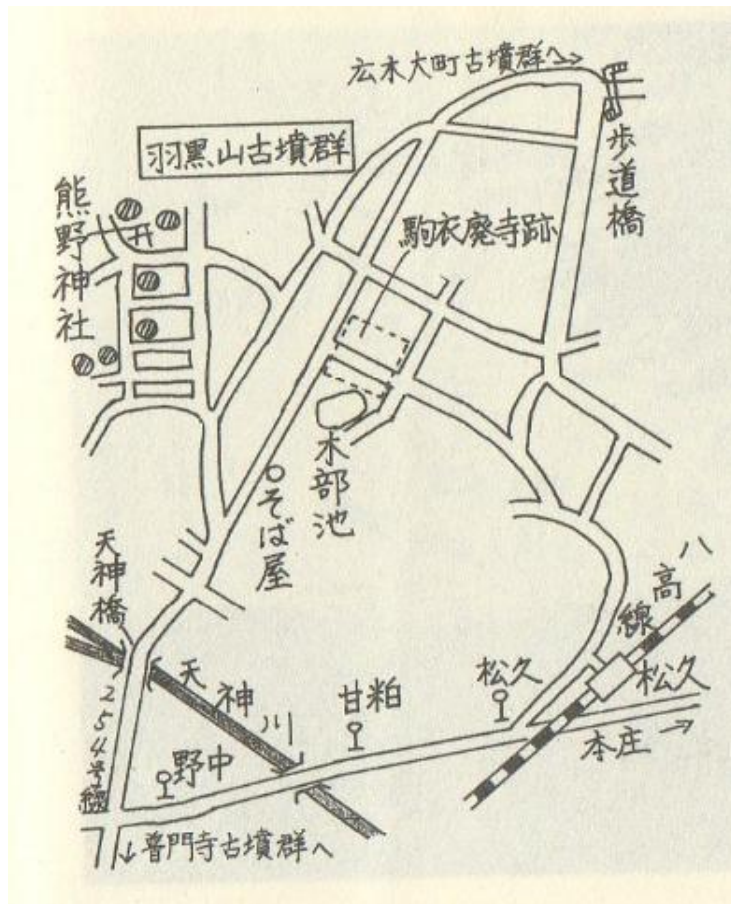 広木大町古墳群へ→
羽黒山古墳群
歩道橋
熊野神社
駒衣廃寺跡
木部池
そば屋
天神橋
八高線
松久
松久
天神川
甘粕
254号線
野中
本庄→
↓普門寺古墳群へ